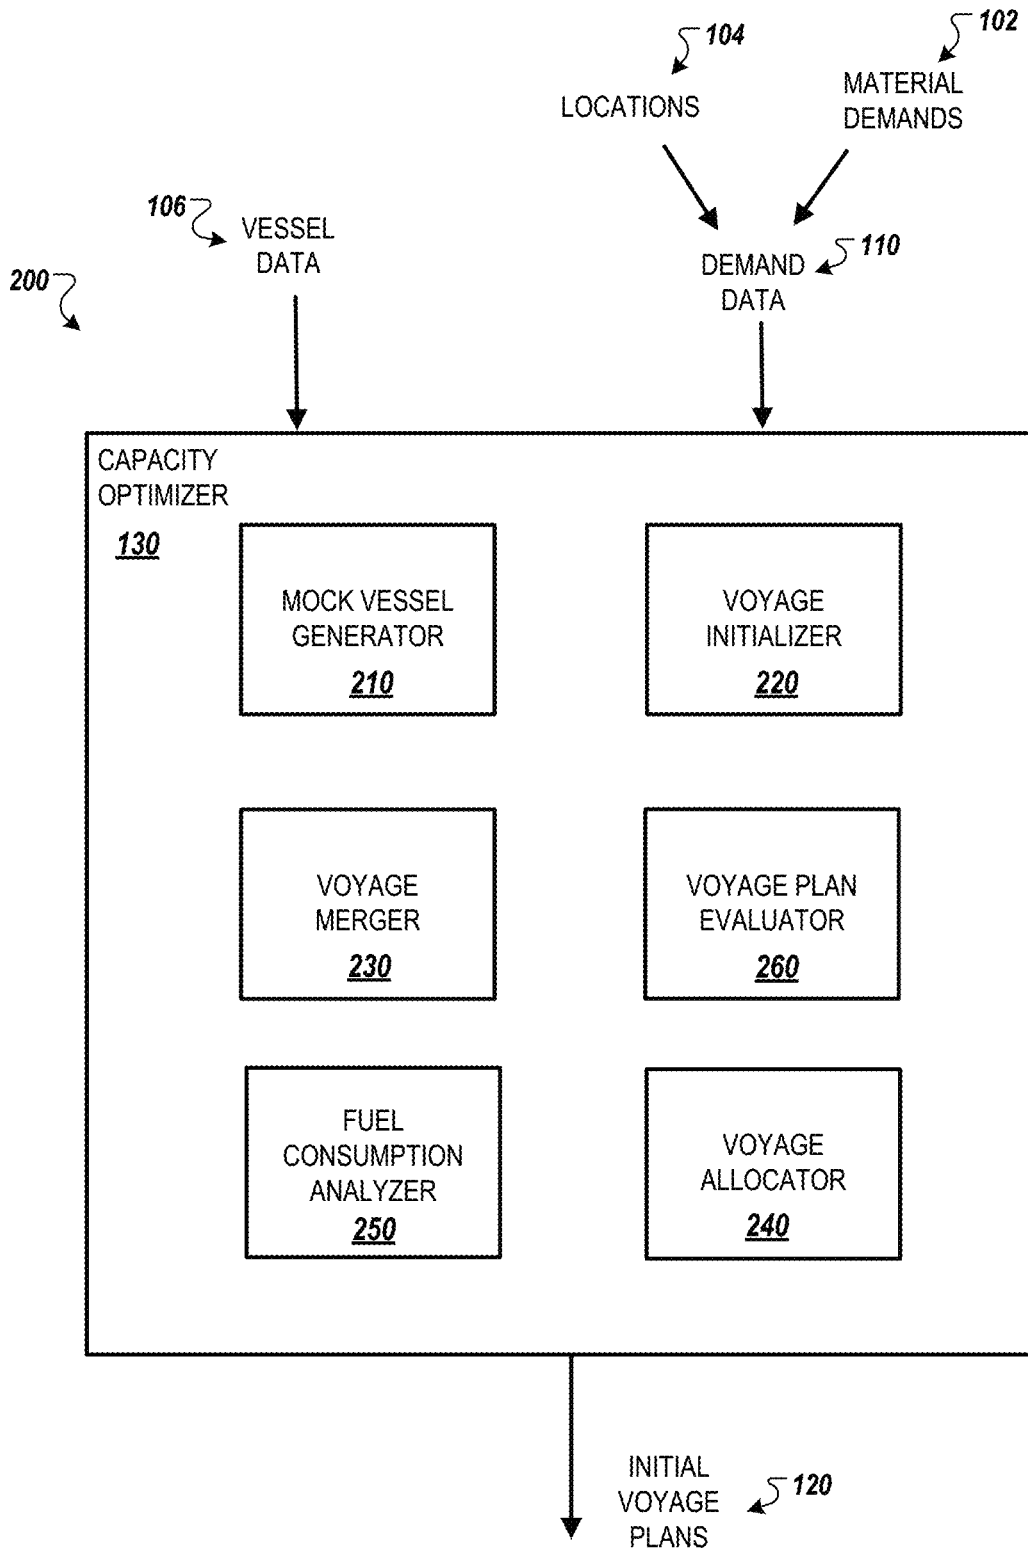 104
102
LOCATIONS
MATERIAL
DEMANDS
106
VESSEL
DATA
110
DEMAND
DATA
200
CAPACITY
OPTIMIZER
130
MOCK VESSEL
GENERATOR
210
VOYAGE
INITIALIZER
220
VOYAGE
MERGER
230
VOYAGE PLAN
EVALUATOR
260
FUEL
CONSUMPTION
ANALYZER
250
VOYAGE
ALLOCATOR
240
INITIAL
VOYAGE
PLANS
120